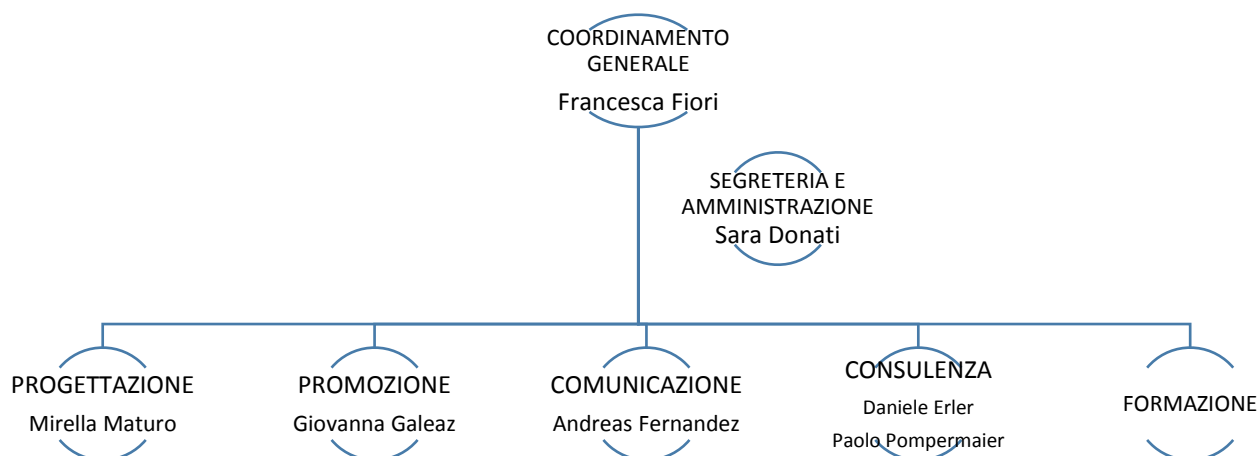 COORDINAMENTO
GENERALE
Francesca Fiori
SEGRETERIA E
AMMINISTRAZIONE
Sara Donati
PROGETTAZIONE
Mirella Maturo
PROMOZIONE
Giovanna Galeaz
COMUNICAZIONE
Andreas Fernandez
CONSULENZA
Daniele Erler
Paolo Pompermaier
FORMAZIONE